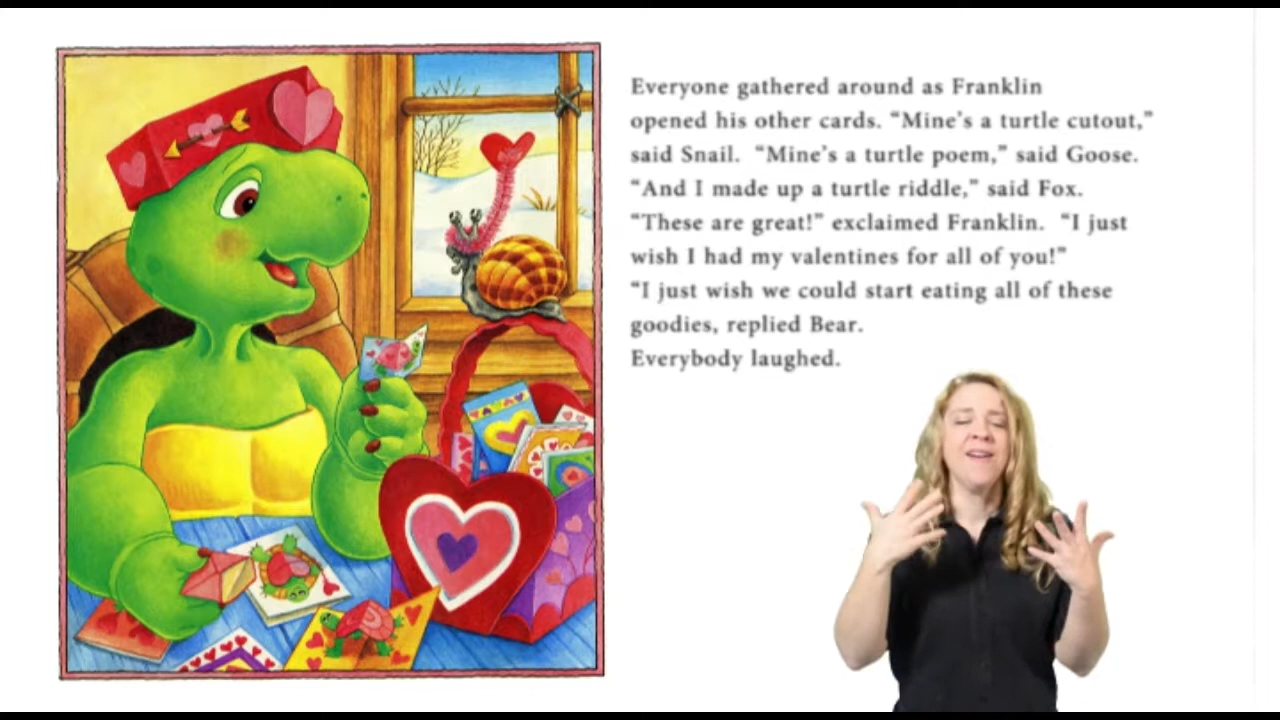 Everyone gathered around as Franklin
opened his other cards. “Mine’s a turtle cutout,”
said Snail.  “Mine’s a turtle poem,” said Goose.
“And I made up a turtle riddle,” said Fox.
“These are great!” exclaimed Franklin.  “I just
wish I had my valentines for all of you!”
“I just wish we could start eating all of these
goodies, replied Bear.
Everybody laughed.